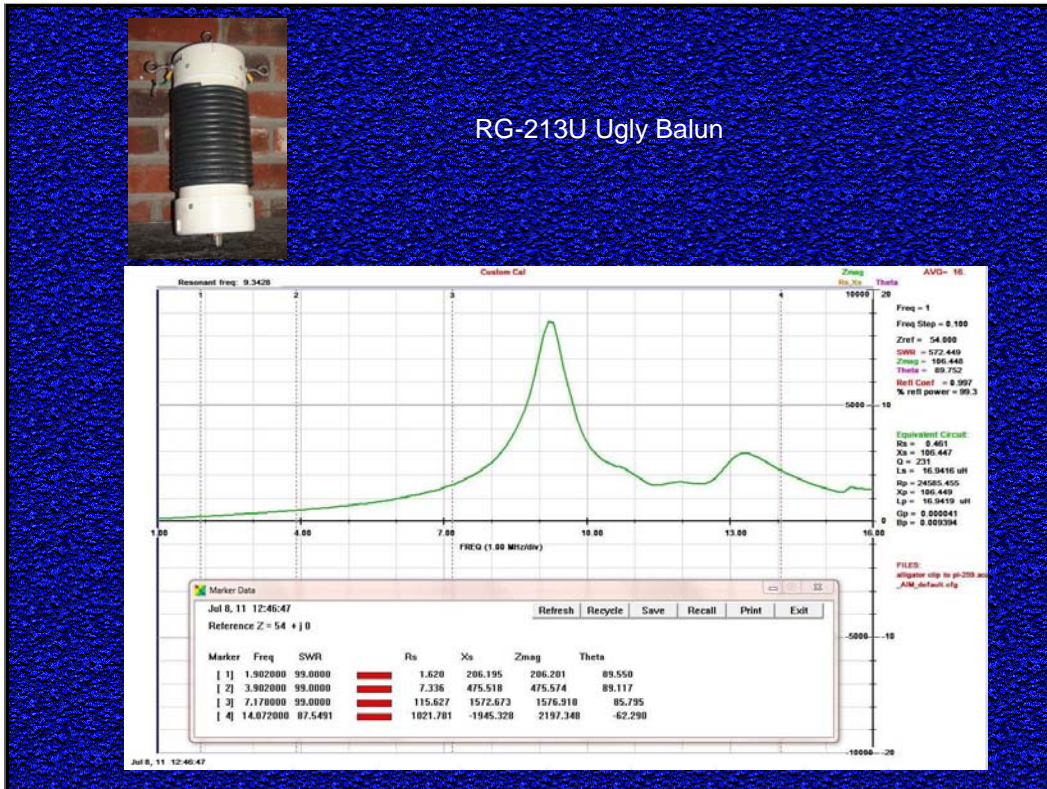 RG-213U Ugly Balun
Custom Cal
Zmag
AVG= 16.
Resonant freq: 9.3428
Rs,Xs Theta
1 2 3 4
10000 20
Freq = 1
Freq Step = 0.100
Zref = 54.000
SWR = 572.449
Zmag = 106.448
Theta = 89.752
Refl Coef = 0.997
% refl power = 99.3
5000 10
Equivalent Circuit:
Rs = 0.461
Xs = 106.447
Q = 231
Ls = 16.9416 uH
Rp = 24585.455
Xp = 106.449
Lp = 16.9419 uH
Gp = 0.000041
Bp = 0.009394
0 0
1.00 4.00 7.00 10.00 13.00 16.00
FREQ (1.00 MHz/div)
FILES:
_AIM_default.cfg
Marker Data
Jul 8, 11 12:46:47
Refresh Recycle Save Recall Print Exit
Reference Z = 54 + j 0
-5000 -10
Marker Freq SWR Rs Xs Zmag Theta
[ 1] 1.902000 99.0000 1.620 206.195 206.201 89.550
[ 2] 3.902000 99.0000 7.336 475.518 475.574 89.117
[ 3] 7.178000 99.0000 115.627 1572.673 1576.918 85.795
[ 4] 14.072000 87.5491 1021.781 -1945.328 2197.348 -62.290
-10000 -20
Jul 8, 11 12:46:47